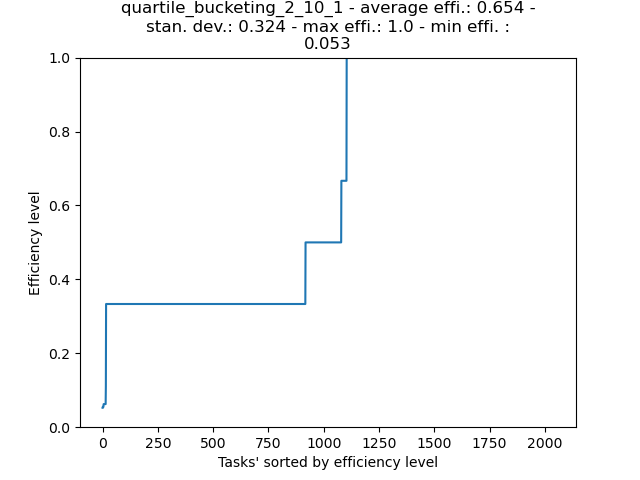 quartile_bucketing_2_10_1 - average effi.: 0.654 -
stan. dev.: 0.324 - max effi.: 1.0 - min effi. :
0.053
1.0
0.8
0.6
0.4
0.2
0.0
Efficiency level
0 250 500 750 1000 1250 1500 1750 2000
Tasks' sorted by efficiency level